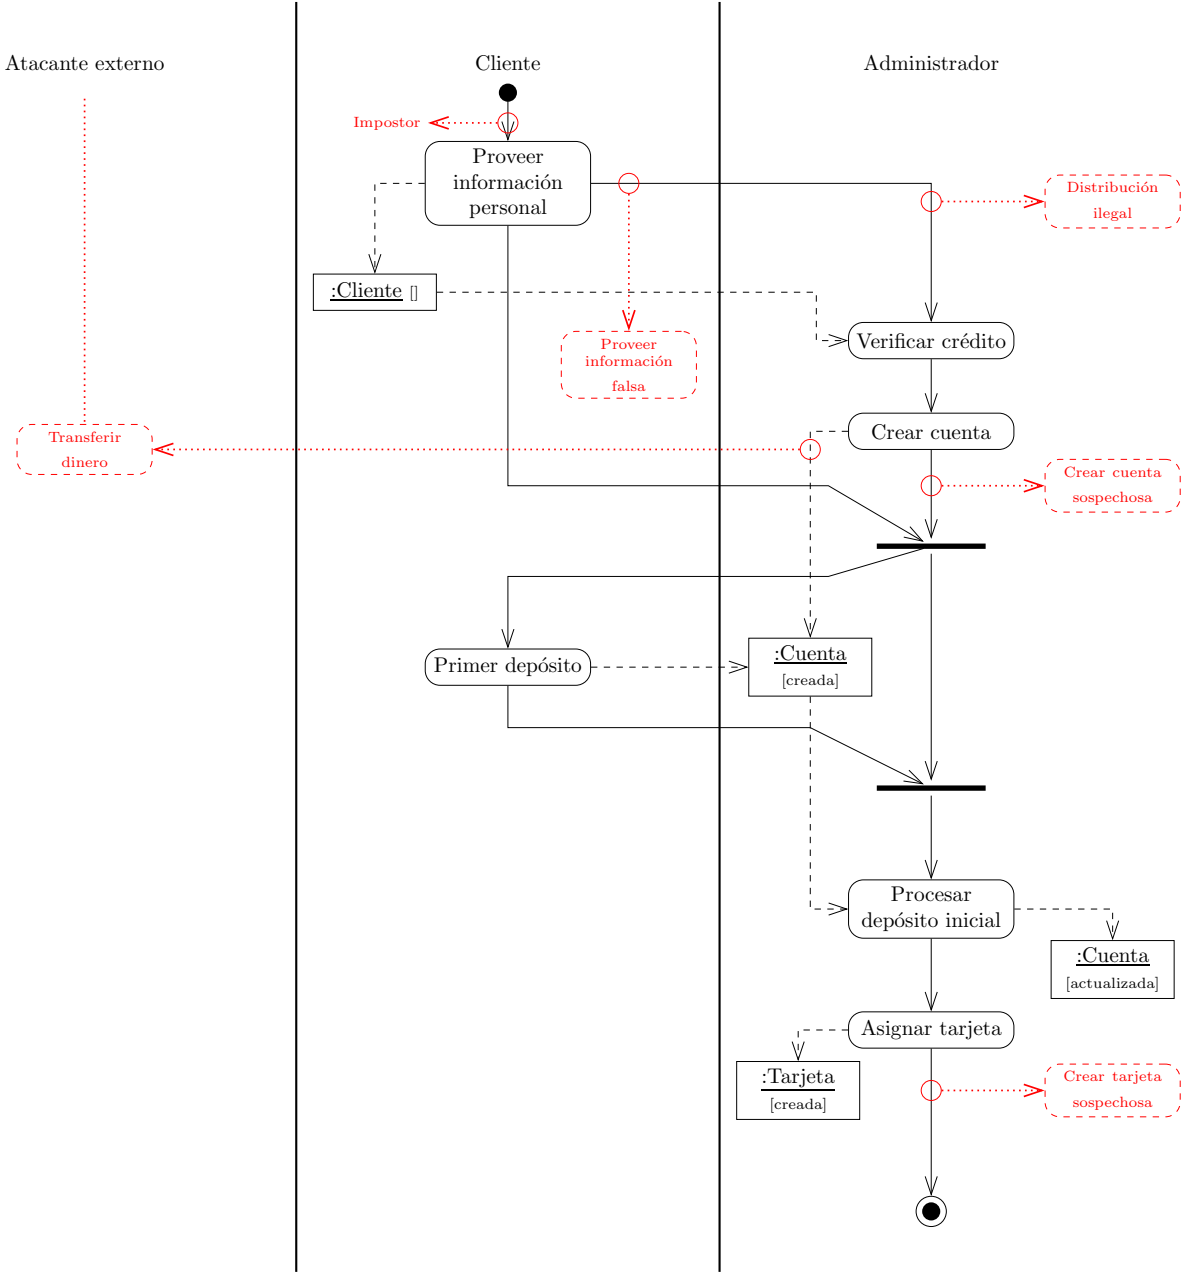 Atacante externo
Cliente
Administrador
Impostor
Proveer
información
personal
Distribución
ilegal
:Cliente []
Proveer
información
falsa
Verificar crédito
Crear cuenta
Transferir
dinero
Crear cuenta
sospechosa
Primer depósito
:Cuenta
[creada]
Procesar
depósito inicial
:Cuenta
[actualizada]
Asignar tarjeta
:Tarjeta
[creada]
Crear tarjeta
sospechosa